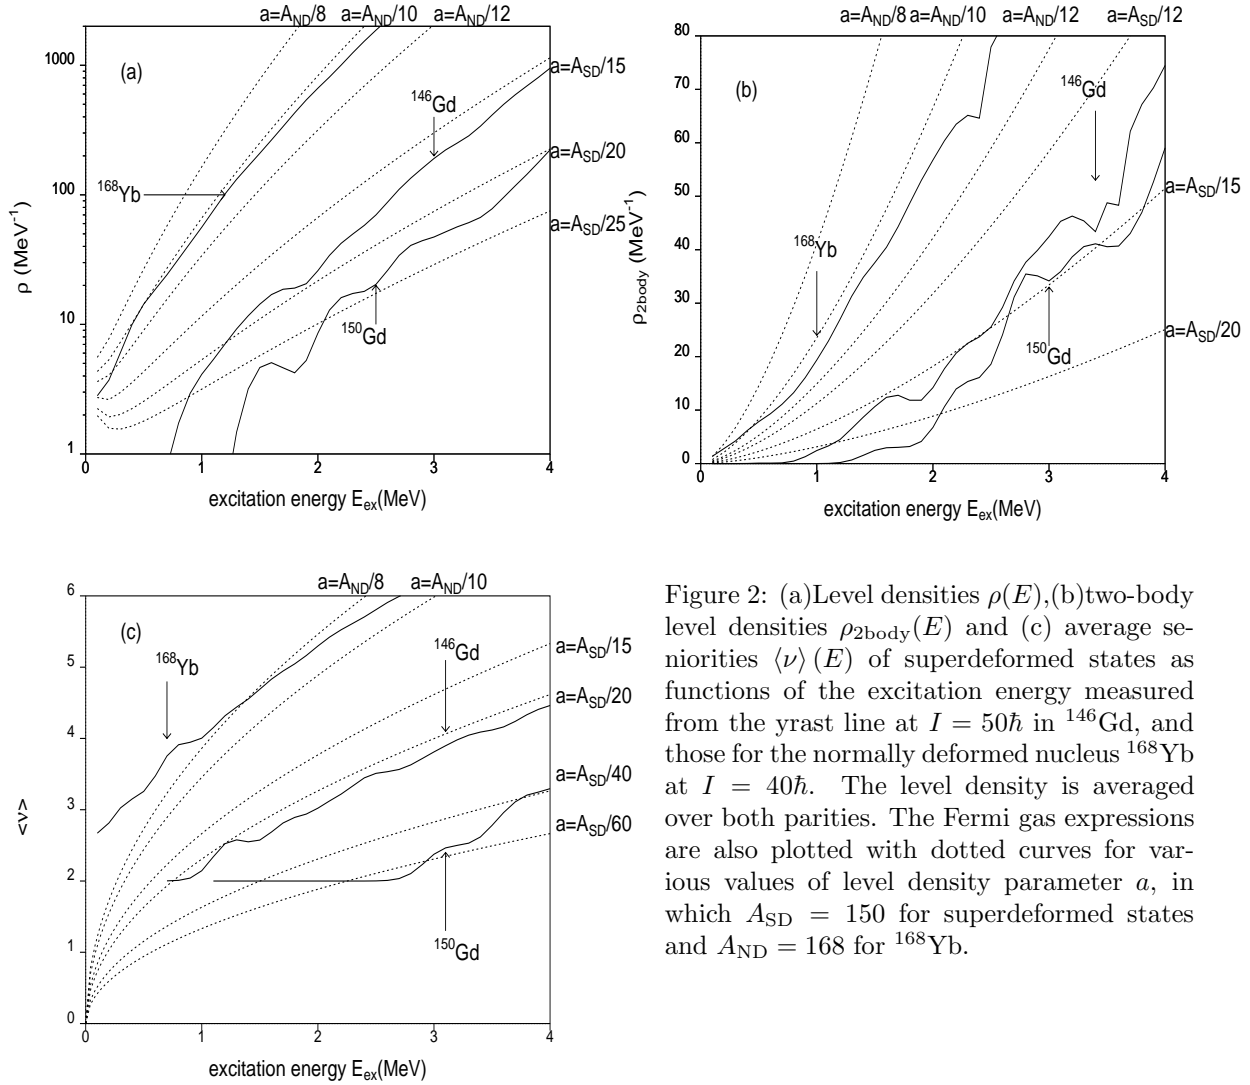 a=A_ND/8 a=A_ND/10 a=A_ND/12
1000
100
10
1
ρ (MeV⁻¹)
(a)
¹⁶⁸Yb
¹⁴⁶Gd
¹⁵⁰Gd
a=A_SD/15
a=A_SD/20
a=A_SD/25
0 1 2 3 4
excitation energy E_ex(MeV)
a=A_ND/8 a=A_ND/10 a=A_ND/12 a=A_SD/12
80
70
60
50
40
30
20
10
0
ρ_2body (MeV⁻¹)
(b)
¹⁴⁶Gd
¹⁶⁸Yb
¹⁵⁰Gd
a=A_SD/15
a=A_SD/20
0 1 2 3 4
excitation energy E_ex(MeV)
a=A_ND/8 a=A_ND/10
6
5
4
3
2
1
0
<ν>
(c)
¹⁶⁸Yb
¹⁴⁶Gd
¹⁵⁰Gd
a=A_SD/15
a=A_SD/20
a=A_SD/40
a=A_SD/60
0 1 2 3 4
excitation energy E_ex(MeV)
Figure 2: (a)Level densities ρ(E),(b)two-body
level densities ρ_2body(E) and (c) average se-
niorities ⟨ν⟩ (E) of superdeformed states as
functions of the excitation energy measured
from the yrast line at I = 50ℏ in ¹⁴⁶Gd, and
those for the normally deformed nucleus ¹⁶⁸Yb
at I = 40ℏ. The level density is averaged
over both parities. The Fermi gas expressions
are also plotted with dotted curves for var-
ious values of level density parameter a, in
which A_SD = 150 for superdeformed states
and A_ND = 168 for ¹⁶⁸Yb.